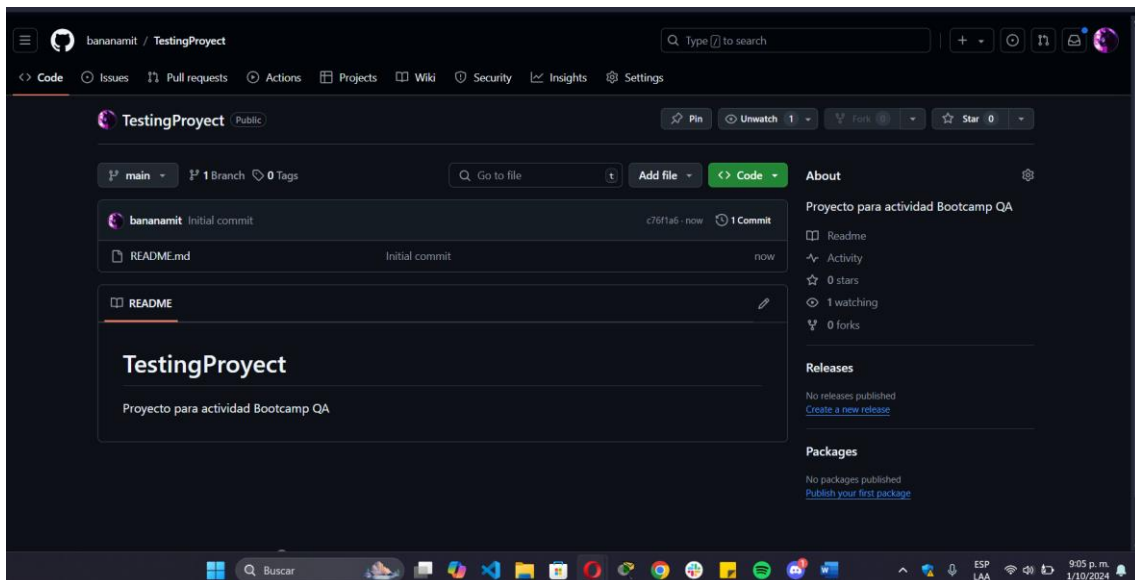 bananamit / TestingProyect
Type / to search
<> Code Issues Pull requests Actions Projects Wiki Security Insights Settings
TestingProyect Public
Pin Unwatch 1 Fork 0 Star 0
main 1 Branch 0 Tags Go to file t Add file <> Code
bananamit Initial commit c76f1a6 · now 1 Commit
README.md Initial commit now
README
TestingProyect
Proyecto para actividad Bootcamp QA
About
Proyecto para actividad Bootcamp QA
Readme
Activity
0 stars
1 watching
0 forks
Releases
No releases published
Create a new release
Packages
No packages published
Publish your first package
Buscar
ESP
LAA
9:05 p. m.
1/10/2024